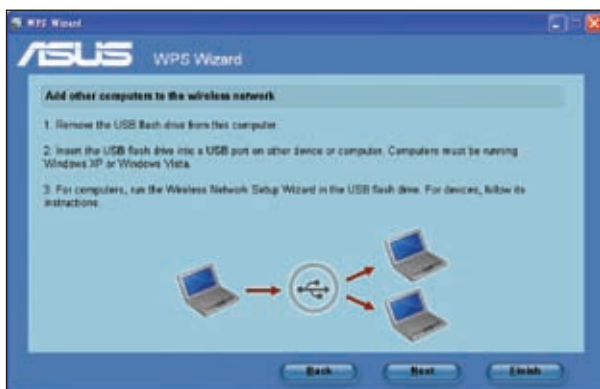 WPS Wizard
ASUS WPS Wizard
Add other computers to the wireless network
1. Remove the USB flash drive from this computer
2. Insert the USB flash drive into a USB port on other device or computer. Computers must be running
Windows XP or Windows Vista.
3. For computers, run the Wireless Network Setup Wizard in the USB flash drive. For devices, follow its
instructions.
Back Next Finish